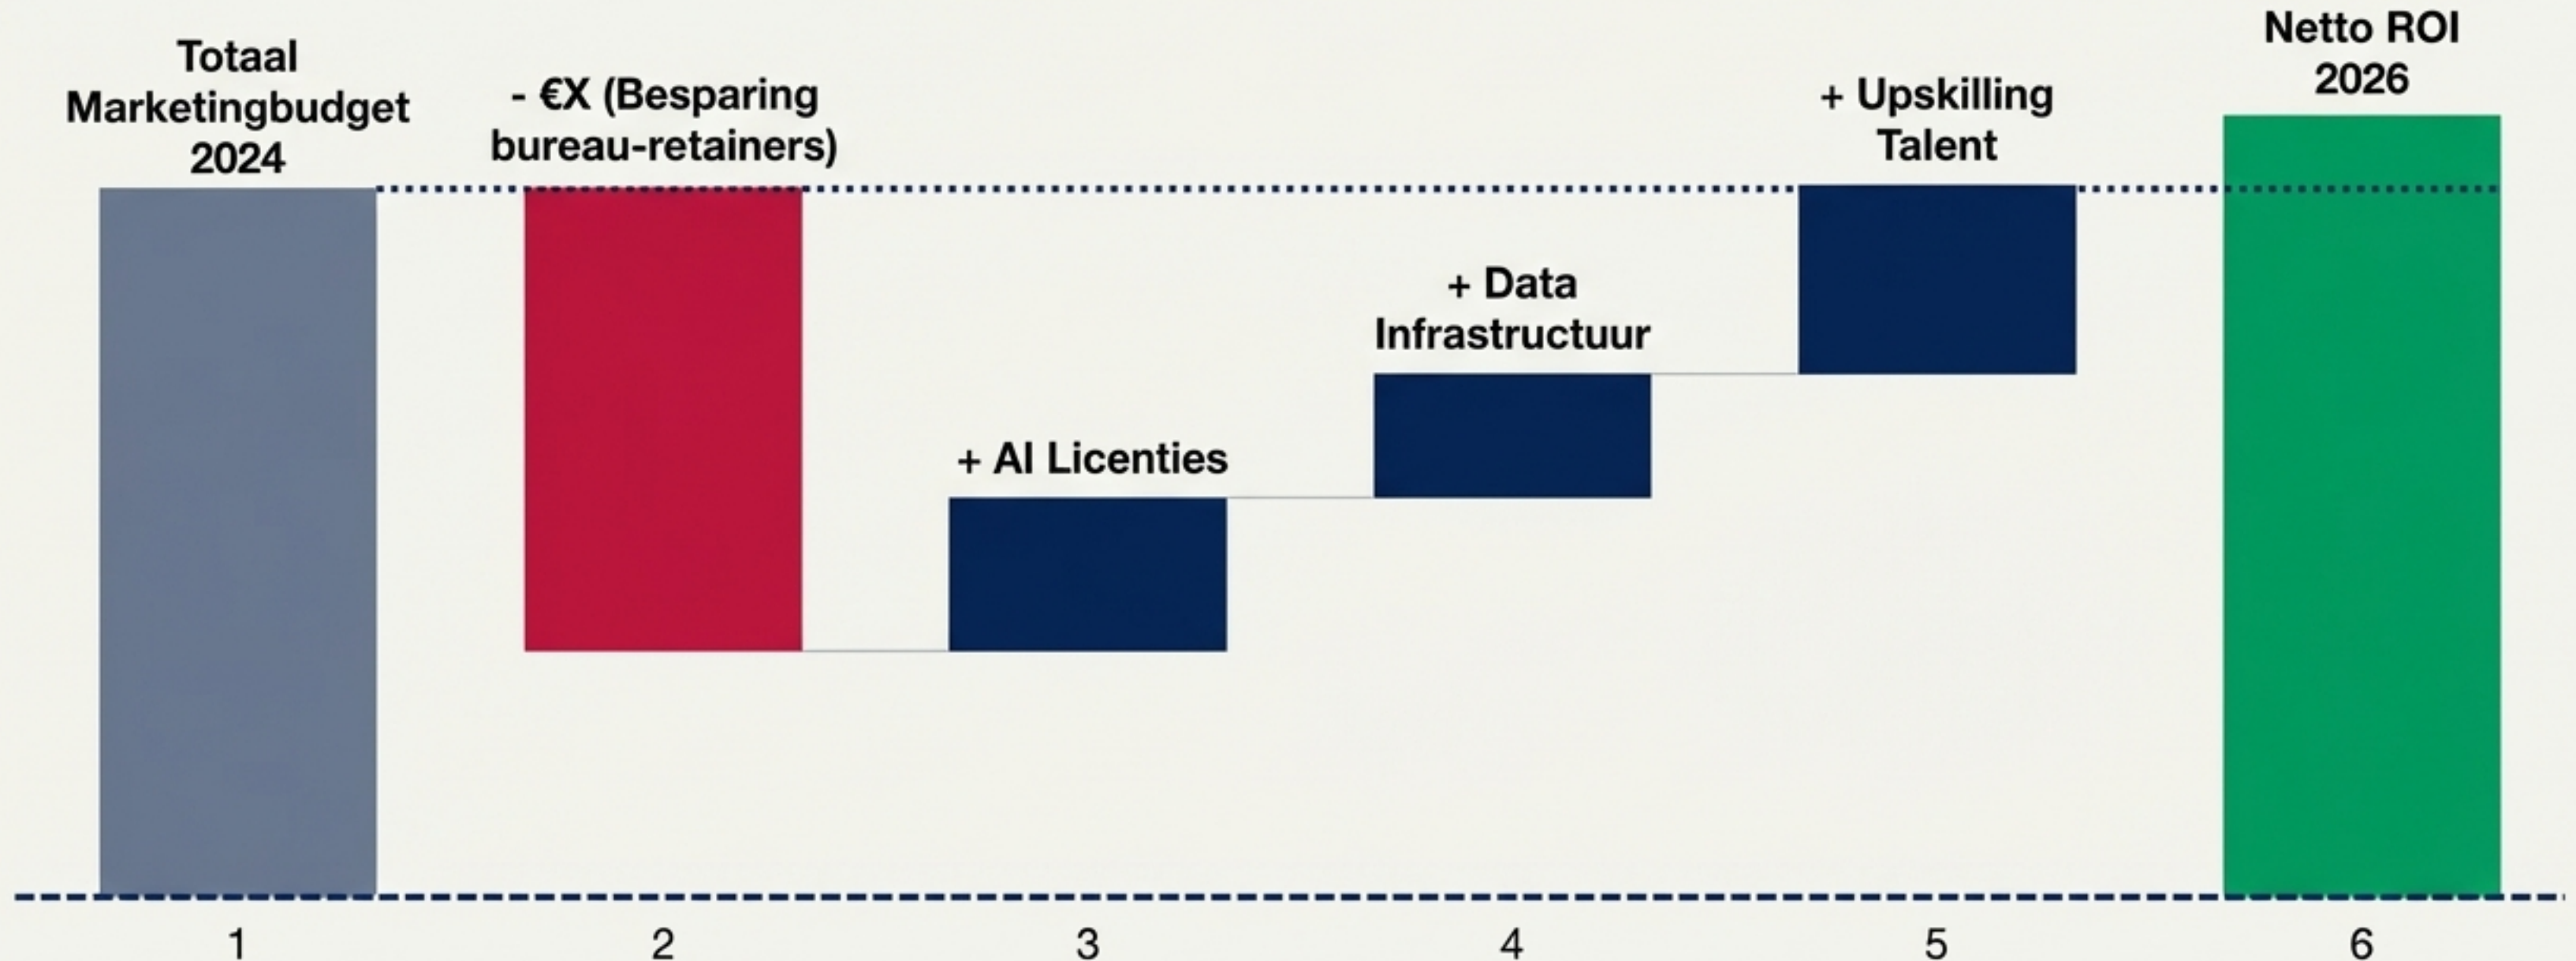 Totaal
Marketingbudget
2024
- €X (Besparing
bureau-retainers)
+ AI Licenties
+ Data
Infrastructuur
+ Upskilling
Talent
Netto ROI
2026
1
2
3
4
5
6